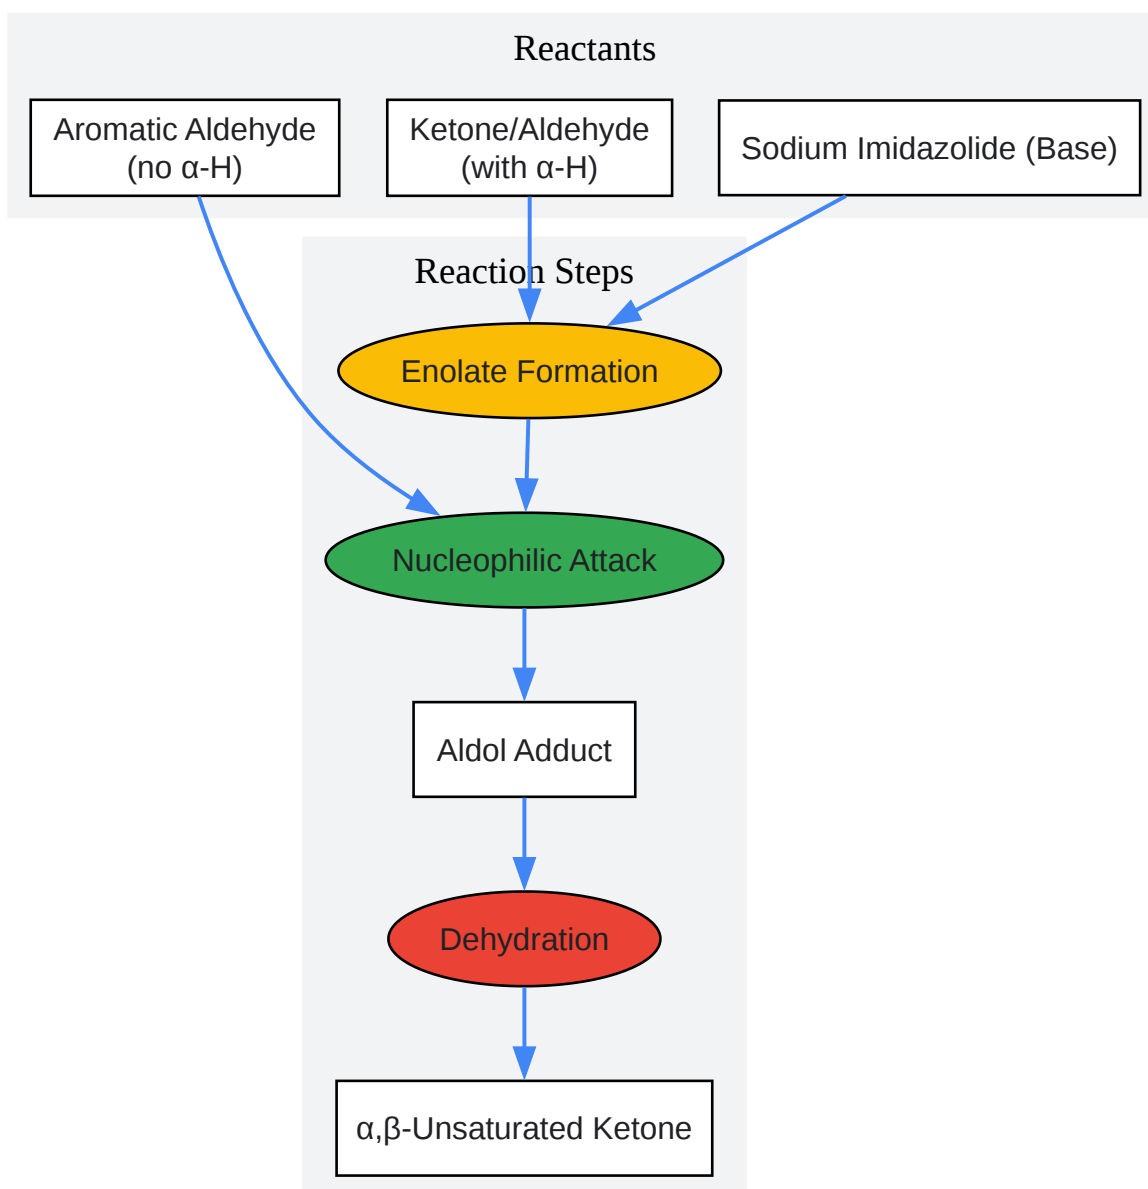 Reactants
Aromatic Aldehyde
(no α-H)
Ketone/Aldehyde
(with α-H)
Sodium Imidazolide (Base)
Reaction Steps
Enolate Formation
Nucleophilic Attack
Aldol Adduct
Dehydration
α,β-Unsaturated Ketone